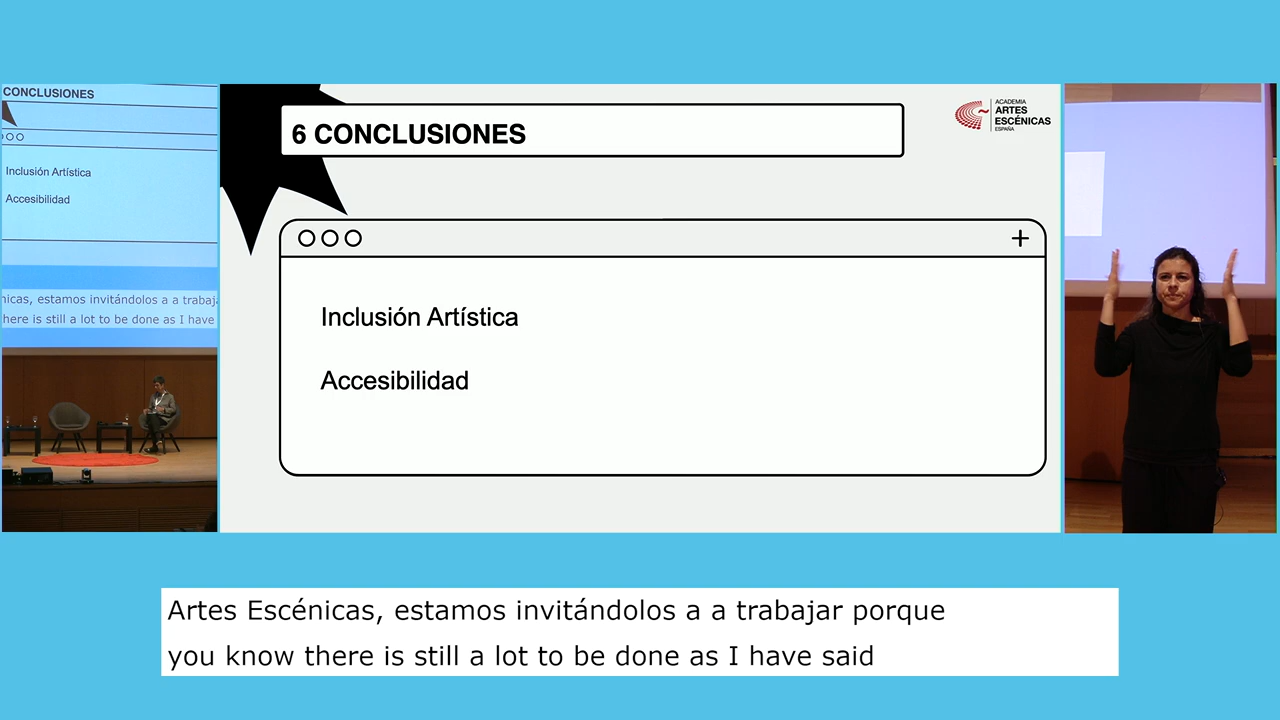 CONCLUSIONES
Inclusión Artística
Accesibilidad
nicas, estamos invitándolos a a trabaj
here is still a lot to be done as I have
6 CONCLUSIONES
ACADEMIA
ARTES
ESCÉNICAS
ESPAÑA
Inclusión Artística
Accesibilidad
Artes Escénicas, estamos invitándolos a a trabajar porque
you know there is still a lot to be done as I have said